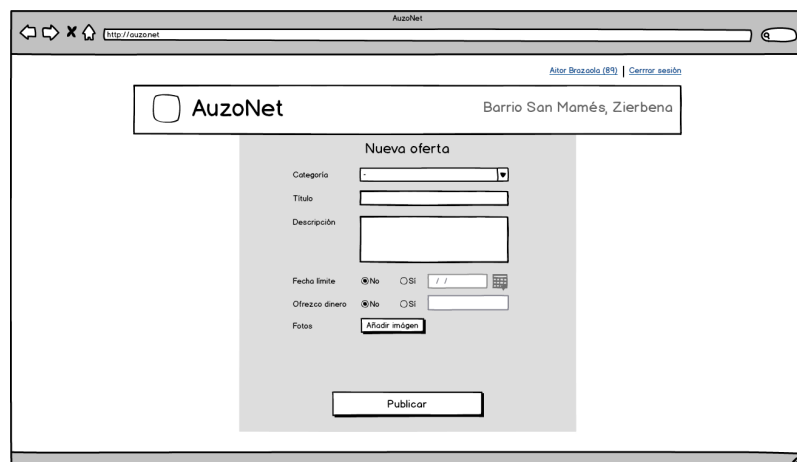 AuzoNet
http://auzonet
Aitor Brazaola (89) Cerrrar sesión
AuzoNet Barrio San Mamés, Zierbena
Nueva oferta
Categoría -
Título
Descripción
Fecha límite No Sí / /
Ofrezco dinero No Sí
Fotos Añadir imágen
Publicar